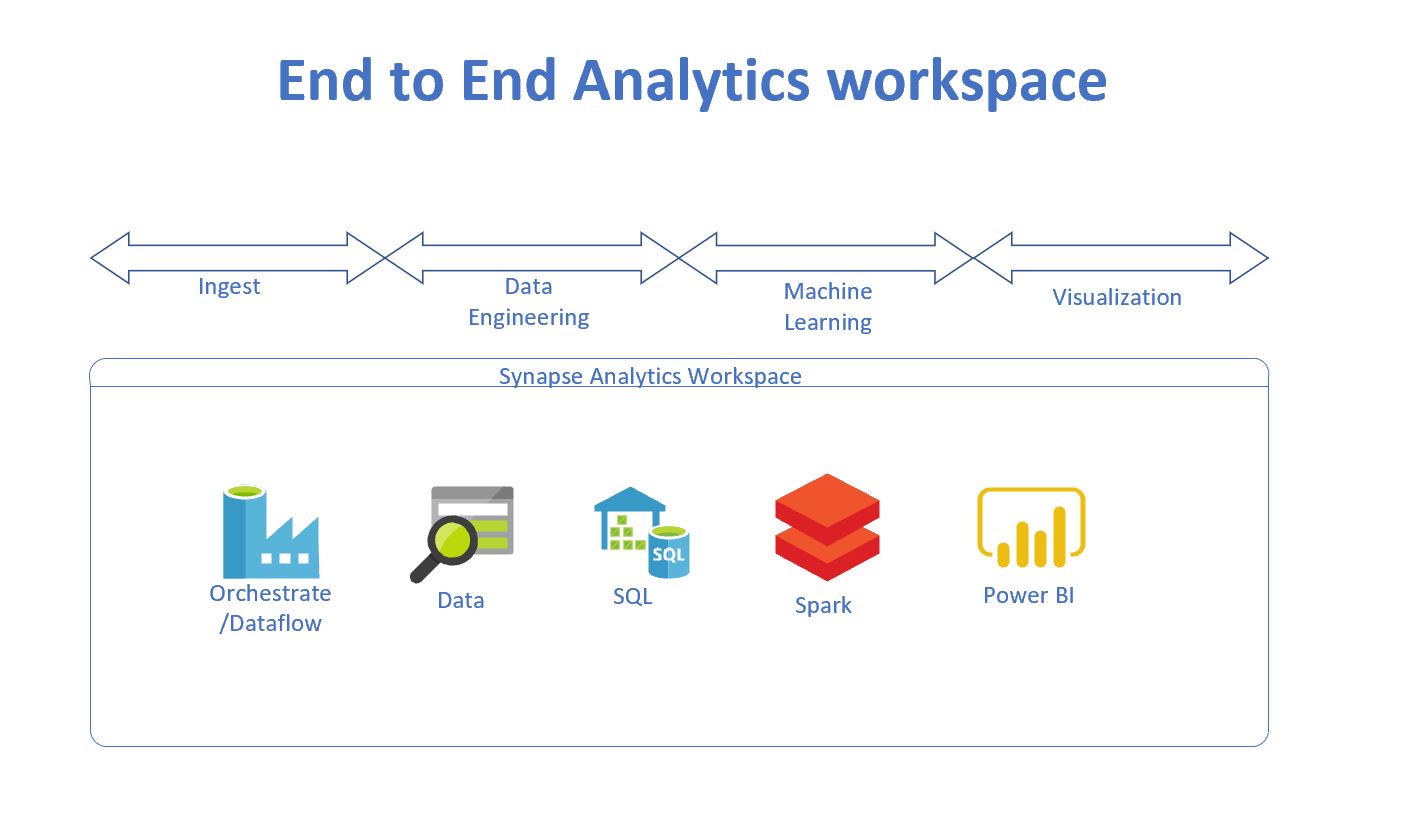 End to End Analytics workspace
Ingest
Data
Engineering
Machine
Learning
Visualization
Synapse Analytics Workspace
SQL
Orchestrate
/Dataflow
Data
SQL
Spark
Power BI